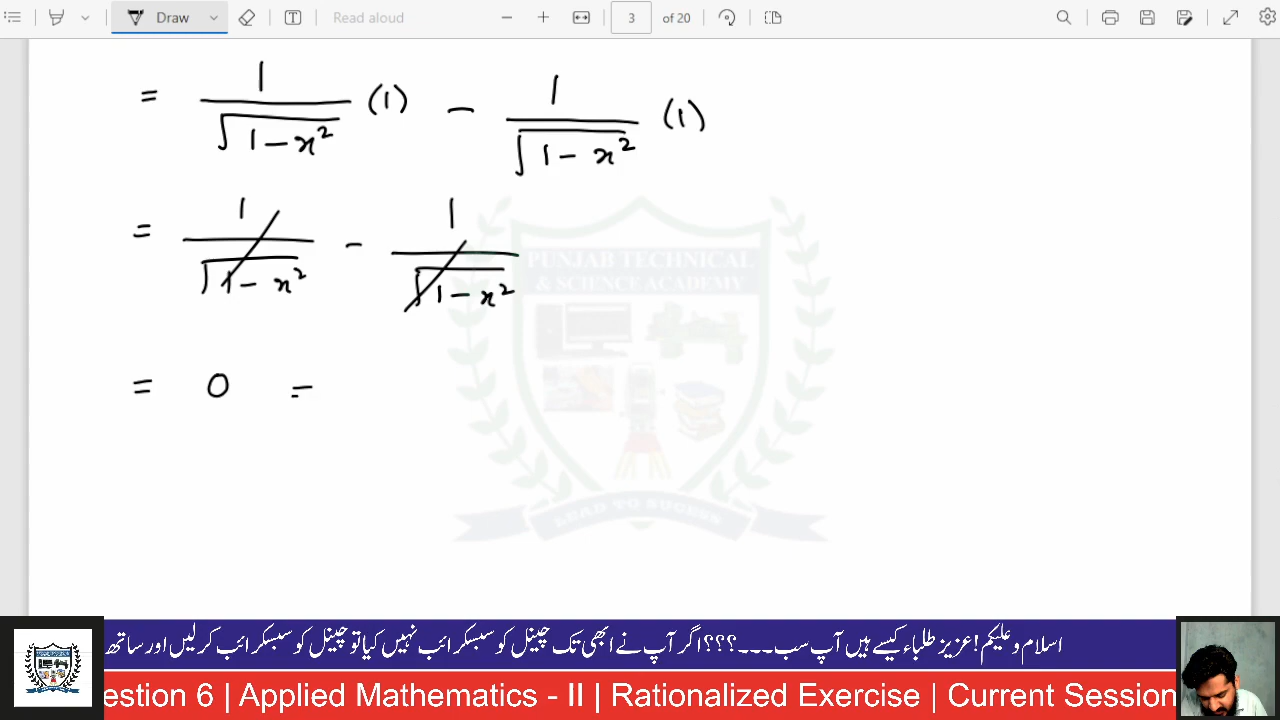 Draw
Read aloud
3 of 20
= 1/√(1-x²) (1) - 1/√(1-x²) (1)
= 1/√(1-x²) - 1/√(1-x²)
= 0 =
PUNJAB TECHNICAL
& SCIENCE ACADEMY
LEAD TO SUCCESS
اسلام و علیکم! عزیز طلباء کیسے ہیں آپ سب۔۔۔۔؟؟؟؟ اگر آپ نے ابھی تک چینل کو سبسکرائب نہیں کیا تو چینل کو سبسکرائب کر لیں اور ساتھ
estion 6 | Applied Mathematics - II | Rationalized Exercise | Current Session